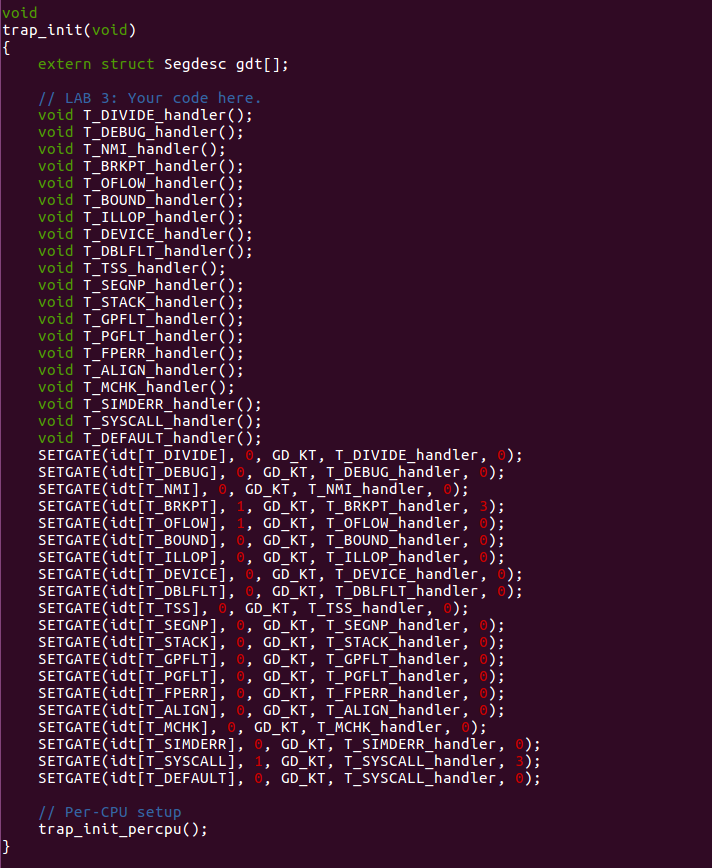 void
trap_init(void)
{
    extern struct Segdesc gdt[];

    // LAB 3: Your code here.
    void T_DIVIDE_handler();
    void T_DEBUG_handler();
    void T_NMI_handler();
    void T_BRKPT_handler();
    void T_OFLOW_handler();
    void T_BOUND_handler();
    void T_ILLOP_handler();
    void T_DEVICE_handler();
    void T_DBLFLT_handler();
    void T_TSS_handler();
    void T_SEGNP_handler();
    void T_STACK_handler();
    void T_GPFLT_handler();
    void T_PGFLT_handler();
    void T_FPERR_handler();
    void T_ALIGN_handler();
    void T_MCHK_handler();
    void T_SIMDERR_handler();
    void T_SYSCALL_handler();
    void T_DEFAULT_handler();
    SETGATE(idt[T_DIVIDE], 0, GD_KT, T_DIVIDE_handler, 0);
    SETGATE(idt[T_DEBUG], 0, GD_KT, T_DEBUG_handler, 0);
    SETGATE(idt[T_NMI], 0, GD_KT, T_NMI_handler, 0);
    SETGATE(idt[T_BRKPT], 1, GD_KT, T_BRKPT_handler, 3);
    SETGATE(idt[T_OFLOW], 1, GD_KT, T_OFLOW_handler, 0);
    SETGATE(idt[T_BOUND], 0, GD_KT, T_BOUND_handler, 0);
    SETGATE(idt[T_ILLOP], 0, GD_KT, T_ILLOP_handler, 0);
    SETGATE(idt[T_DEVICE], 0, GD_KT, T_DEVICE_handler, 0);
    SETGATE(idt[T_DBLFLT], 0, GD_KT, T_DBLFLT_handler, 0);
    SETGATE(idt[T_TSS], 0, GD_KT, T_TSS_handler, 0);
    SETGATE(idt[T_SEGNP], 0, GD_KT, T_SEGNP_handler, 0);
    SETGATE(idt[T_STACK], 0, GD_KT, T_STACK_handler, 0);
    SETGATE(idt[T_GPFLT], 0, GD_KT, T_GPFLT_handler, 0);
    SETGATE(idt[T_PGFLT], 0, GD_KT, T_PGFLT_handler, 0);
    SETGATE(idt[T_FPERR], 0, GD_KT, T_FPERR_handler, 0);
    SETGATE(idt[T_ALIGN], 0, GD_KT, T_ALIGN_handler, 0);
    SETGATE(idt[T_MCHK], 0, GD_KT, T_MCHK_handler, 0);
    SETGATE(idt[T_SIMDERR], 0, GD_KT, T_SIMDERR_handler, 0);
    SETGATE(idt[T_SYSCALL], 1, GD_KT, T_SYSCALL_handler, 3);
    SETGATE(idt[T_DEFAULT], 0, GD_KT, T_SYSCALL_handler, 0);

    // Per-CPU setup
    trap_init_percpu();
}